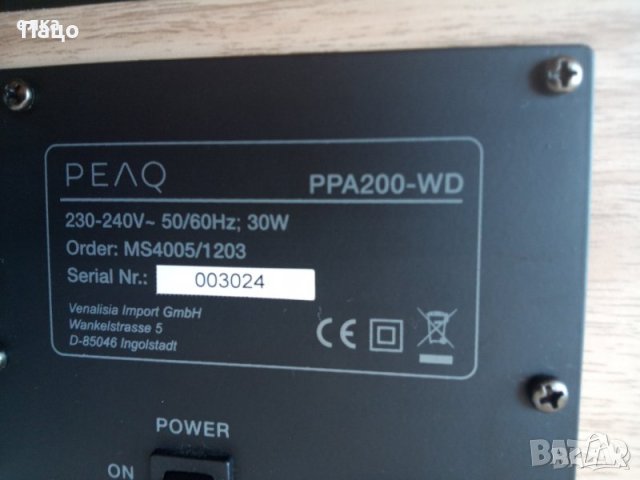 елка
Пацо
PEAQ PPA200-WD
230-240V~ 50/60Hz; 30W
Order: MS4005/1203
Serial Nr.: 003024
Venalisia Import GmbH
Wankelstrasse 5
D-85046 Ingolstadt
CE
POWER
ON
BAZAR